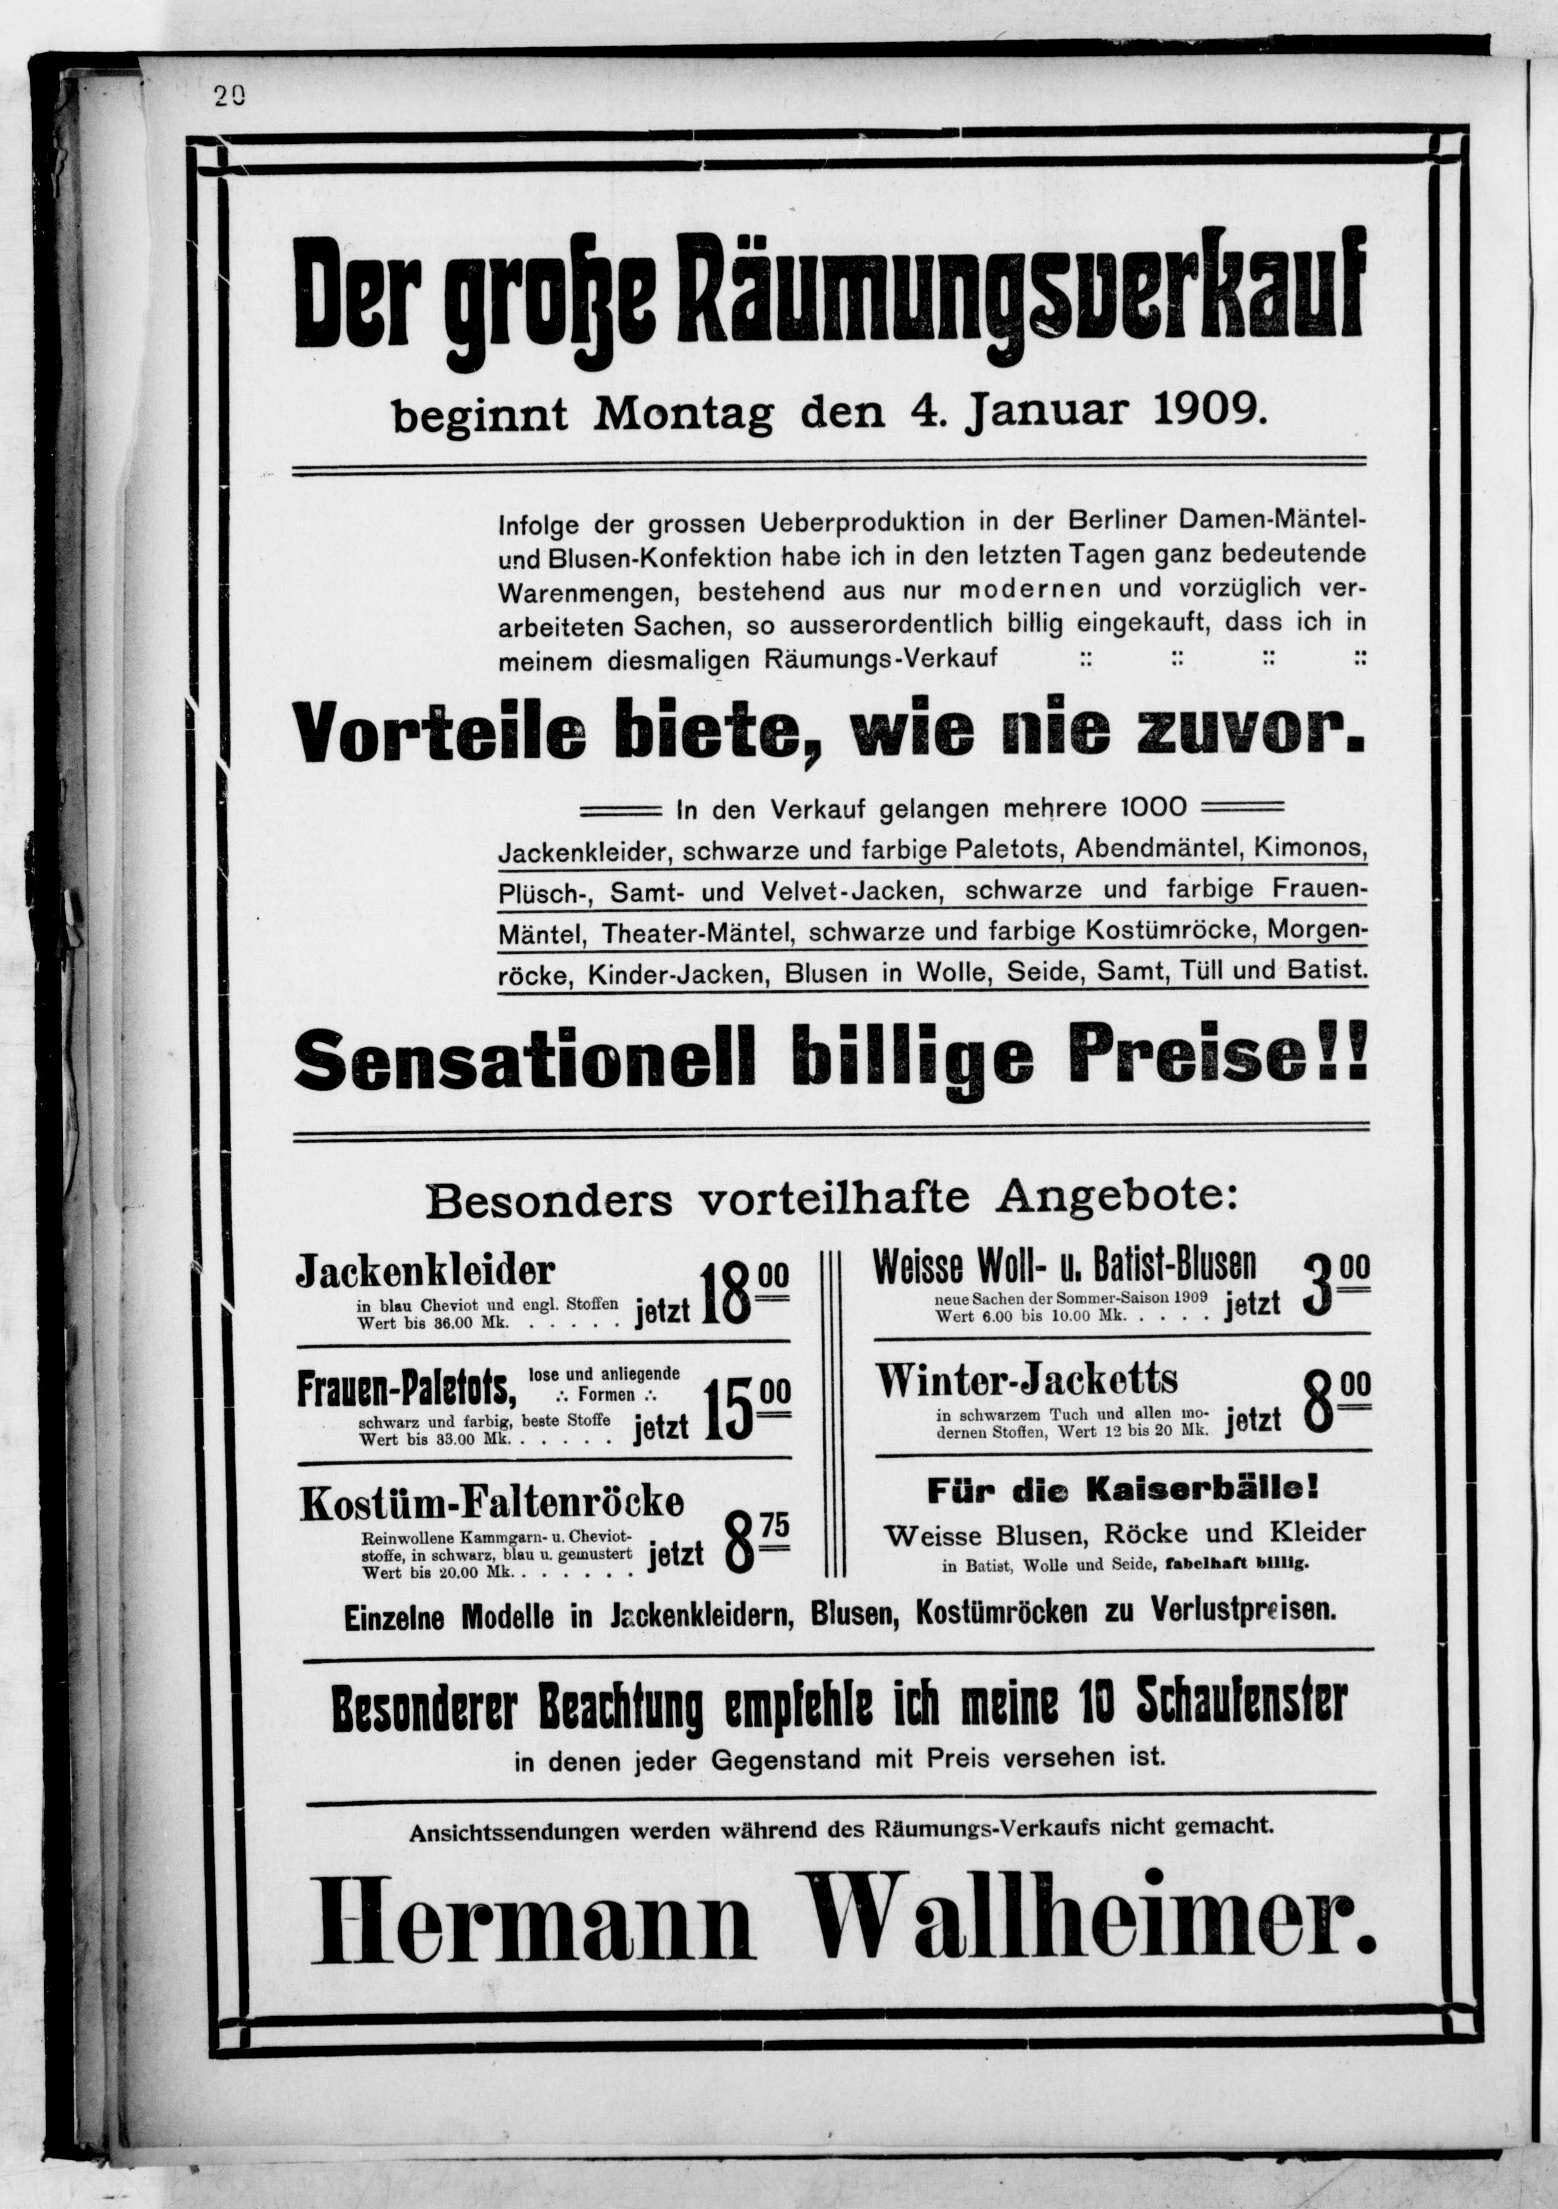 20
Der große Räumungsverkauf
beginnt Montag den 4. Januar 1909.
Infolge der grossen Ueberproduktion in der Berliner Damen-Mäntel-
und Blusen-Konfektion habe ich in den letzten Tagen ganz bedeutende
Warenmengen, bestehend aus nur modernen und vorzüglich ver-
arbeiteten Sachen, so ausserordentlich billig eingekauft, dass ich in
meinem diesmaligen Räumungs-Verkauf :: :: :: ::
Vorteile biete, wie nie zuvor.
In den Verkauf gelangen mehrere 1000
Jackenkleider, schwarze und farbige Paletots, Abendmäntel, Kimonos,
Plüsch-, Samt- und Velvet-Jacken, schwarze und farbige Frauen-
Mäntel, Theater-Mäntel, schwarze und farbige Kostümröcke, Morgen-
röcke, Kinder-Jacken, Blusen in Wolle, Seide, Samt, Tüll und Batist.
Sensationell billige Preise!!
Besonders vorteilhafte Angebote:
Jackenkleider
in blau Cheviot und engl. Stoffen
Wert bis 36.00 Mk. . . . . . . jetzt 18 00
Frauen-Paletots, lose und anliegende
∴ Formen ∴
schwarz und farbig, beste Stoffe
Wert bis 33.00 Mk. . . . . . . jetzt 15 00
Kostüm-Faltenröcke
Reinwollene Kammgarn- u. Cheviot-
stoffe, in schwarz, blau u. gemustert
Wert bis 20.00 Mk. . . . . . . . jetzt 8 75
Weisse Woll- u. Batist-Blusen
neue Sachen der Sommer-Saison 1909
Wert 6.00 bis 10.00 Mk. . . . . . jetzt 3 00
Winter-Jacketts
in schwarzem Tuch und allen mo-
dernen Stoffen, Wert 12 bis 20 Mk. jetzt 8 00
Für die Kaiserbälle!
Weisse Blusen, Röcke und Kleider
in Batist, Wolle und Seide, fabelhaft billig.
Einzelne Modelle in Jackenkleidern, Blusen, Kostümröcken zu Verlustpreisen.
Besonderer Beachtung empfehle ich meine 10 Schaufenster
in denen jeder Gegenstand mit Preis versehen ist.
Ansichtssendungen werden während des Räumungs-Verkaufs nicht gemacht.
Hermann Wallheimer.